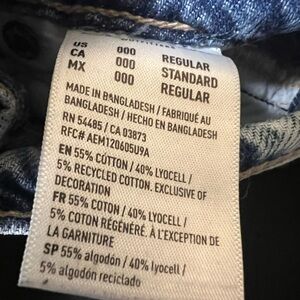 OUTFITTERS
US 000 REGULAR
CA 000 STANDARD
MX 000 REGULAR
MADE IN BANGLADESH / FABRIQUÉ AU
BANGLADESH / HECHO EN BANGLADESH
RN 54485 / CA 03873
RFC# AEM120605U9A
EN 55% COTTON / 40% LYOCELL /
5% RECYCLED COTTON. EXCLUSIVE OF
DECORATION
FR 55% COTON / 40% LYOCELL /
5% COTON RÉGÉNÉRÉ. À L'EXCEPTION DE
LA GARNITURE
SP 55% algodón / 40% lyocell /
5% algodón reciclado